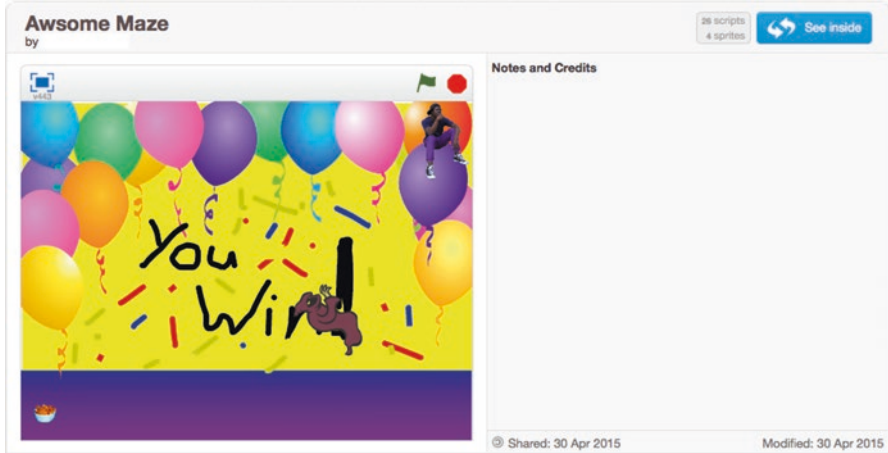 Awsome Maze
by
26 scripts
4 sprites
See inside
v443
Notes and Credits
You
Win!
Shared: 30 Apr 2015
Modified: 30 Apr 2015